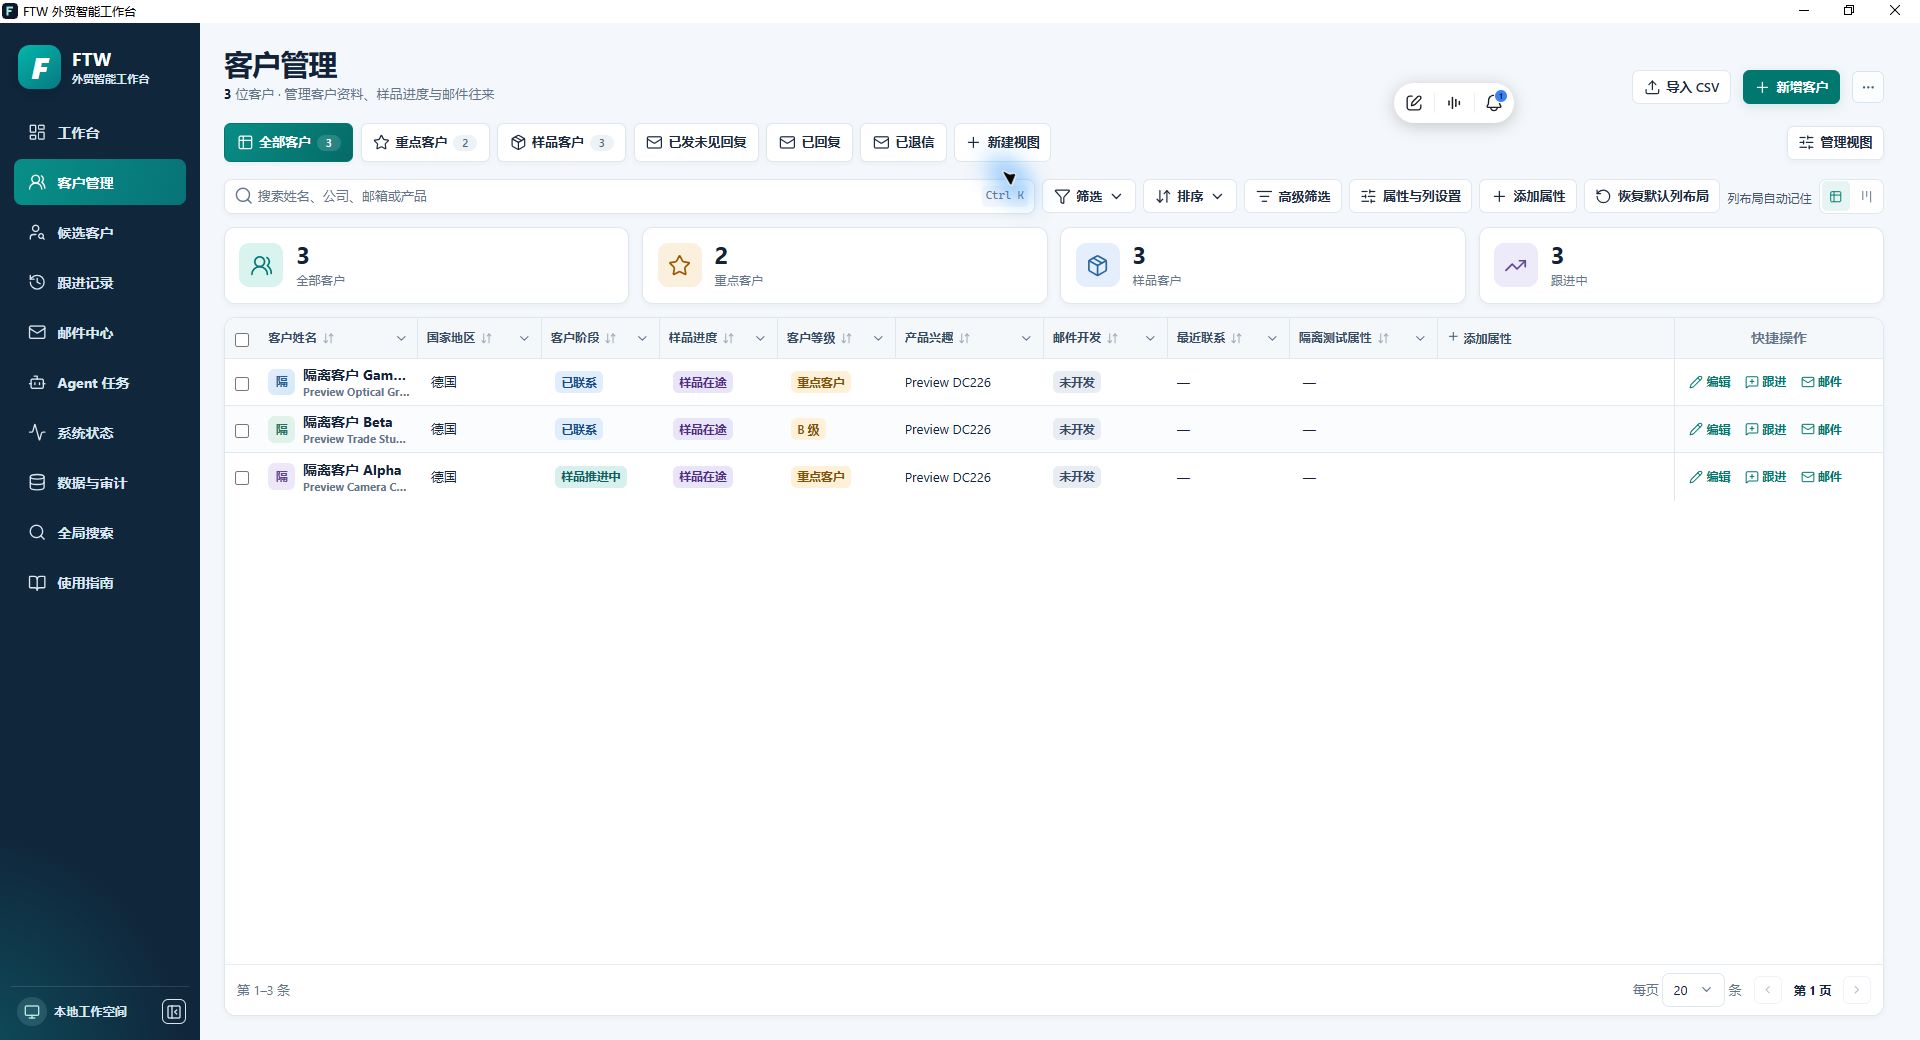 FTW 外贸智能工作台
FTW
外贸智能工作台
工作台
客户管理
候选客户
跟进记录
邮件中心
Agent 任务
系统状态
数据与审计
全局搜索
使用指南
本地工作空间
客户管理
3 位客户 · 管理客户资料、样品进度与邮件往来
1
导入 CSV
新增客户
全部客户 3
重点客户 2
样品客户 3
已发未见回复
已回复
已退信
新建视图
管理视图
搜索姓名、公司、邮箱或产品 Ctrl K
筛选
排序
高级筛选
属性与列设置
添加属性
恢复默认列布局
列布局自动记住
3
全部客户
2
重点客户
3
样品客户
3
跟进中
客户姓名 国家地区 客户阶段 样品进度 客户等级 产品兴趣 邮件开发 最近联系 隔离测试属性 添加属性 快捷操作
隔 隔离客户 Gam... 德国 已联系 样品在途 重点客户 Preview DC226 未开发 — — 编辑 跟进 邮件
Preview Optical Gr...
隔 隔离客户 Beta 德国 已联系 样品在途 B 级 Preview DC226 未开发 — — 编辑 跟进 邮件
Preview Trade Stu...
隔 隔离客户 Alpha 德国 样品推进中 样品在途 重点客户 Preview DC226 未开发 — — 编辑 跟进 邮件
Preview Camera C...
第 1–3 条
每页 20 条
第 1 页